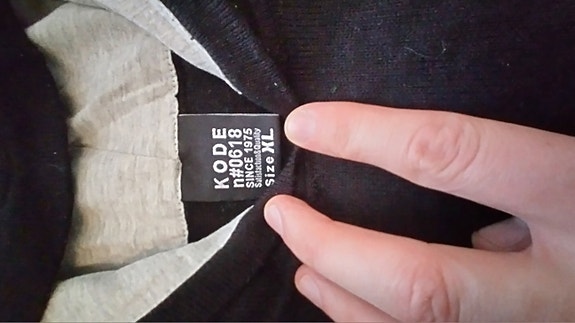 KODE
n#0618
SINCE 1975
Satisfaction & Quality
Size XL